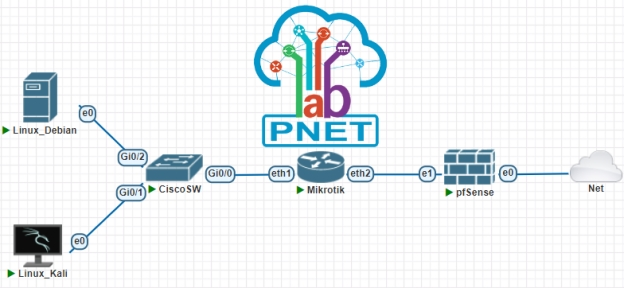 lab
PNET
e0
Linux_Debian
Gi0/2
Gi0/0
eth1
eth2
e1
e0
CiscoSW
Mikrotik
pfSense
Net
Gi0/1
e0
Linux_Kali